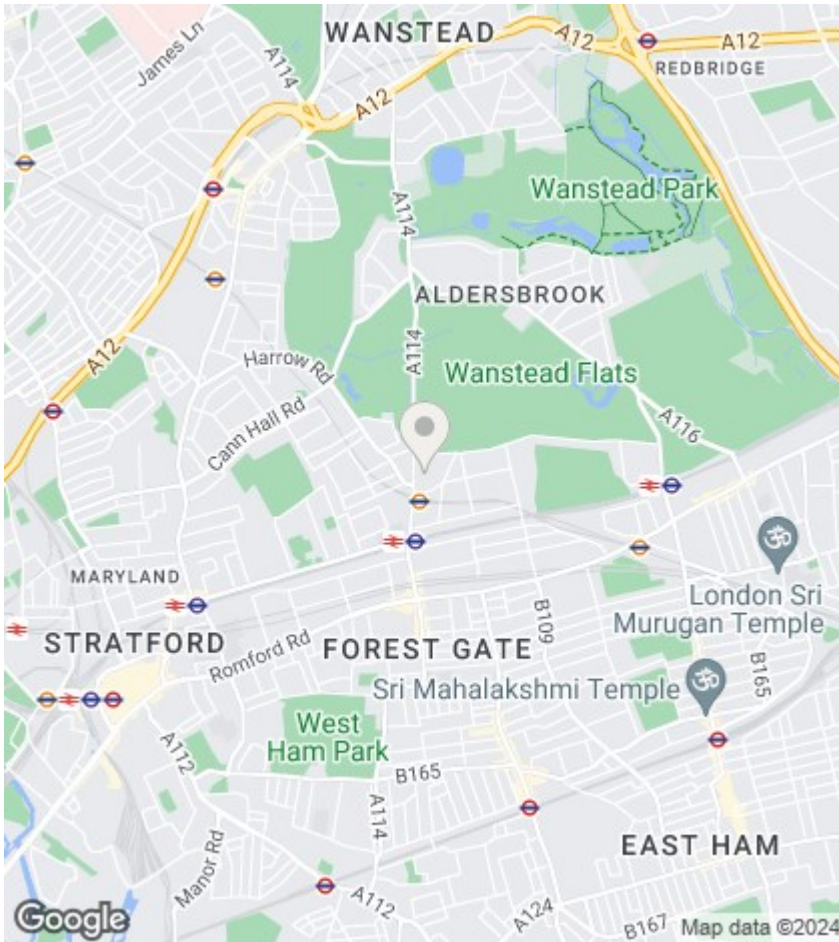 WANSTEAD
A12
A12
James Ln
A114
REDBRIDGE
A12
Wanstead Park
A114
ALDERSBROOK
A114
A12
Harrow Rd
Wanstead Flats
Cann Hall Rd
A116
MARYLAND
London Sri
Murugan Temple
B109
STRATFORD
Romford Rd
FOREST GATE
B165
Sri Mahalakshmi Temple
West
Ham Park
A112
B165
A114
Manor Rd
EAST HAM
A112
A124
B167
Google
Map data ©2024